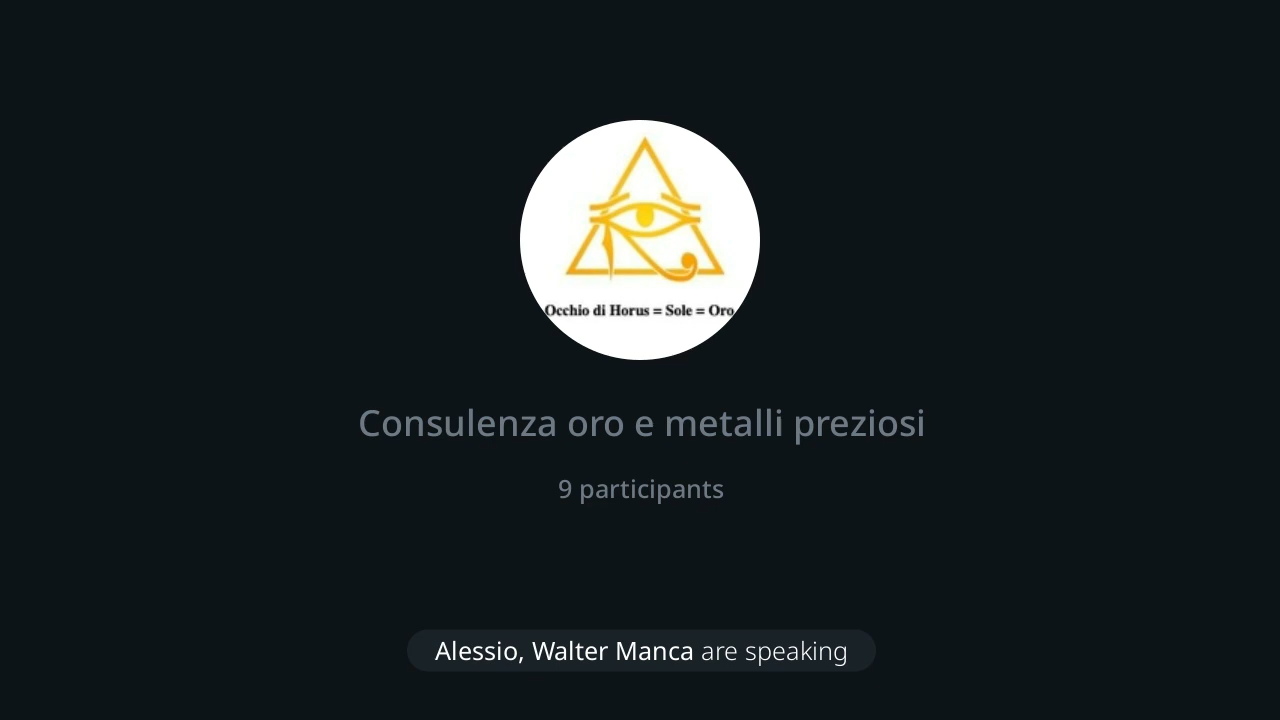 Occhio di Horus = Sole = Oro
Consulenza oro e metalli preziosi
9 participants
Alessio, Walter Manca are speaking